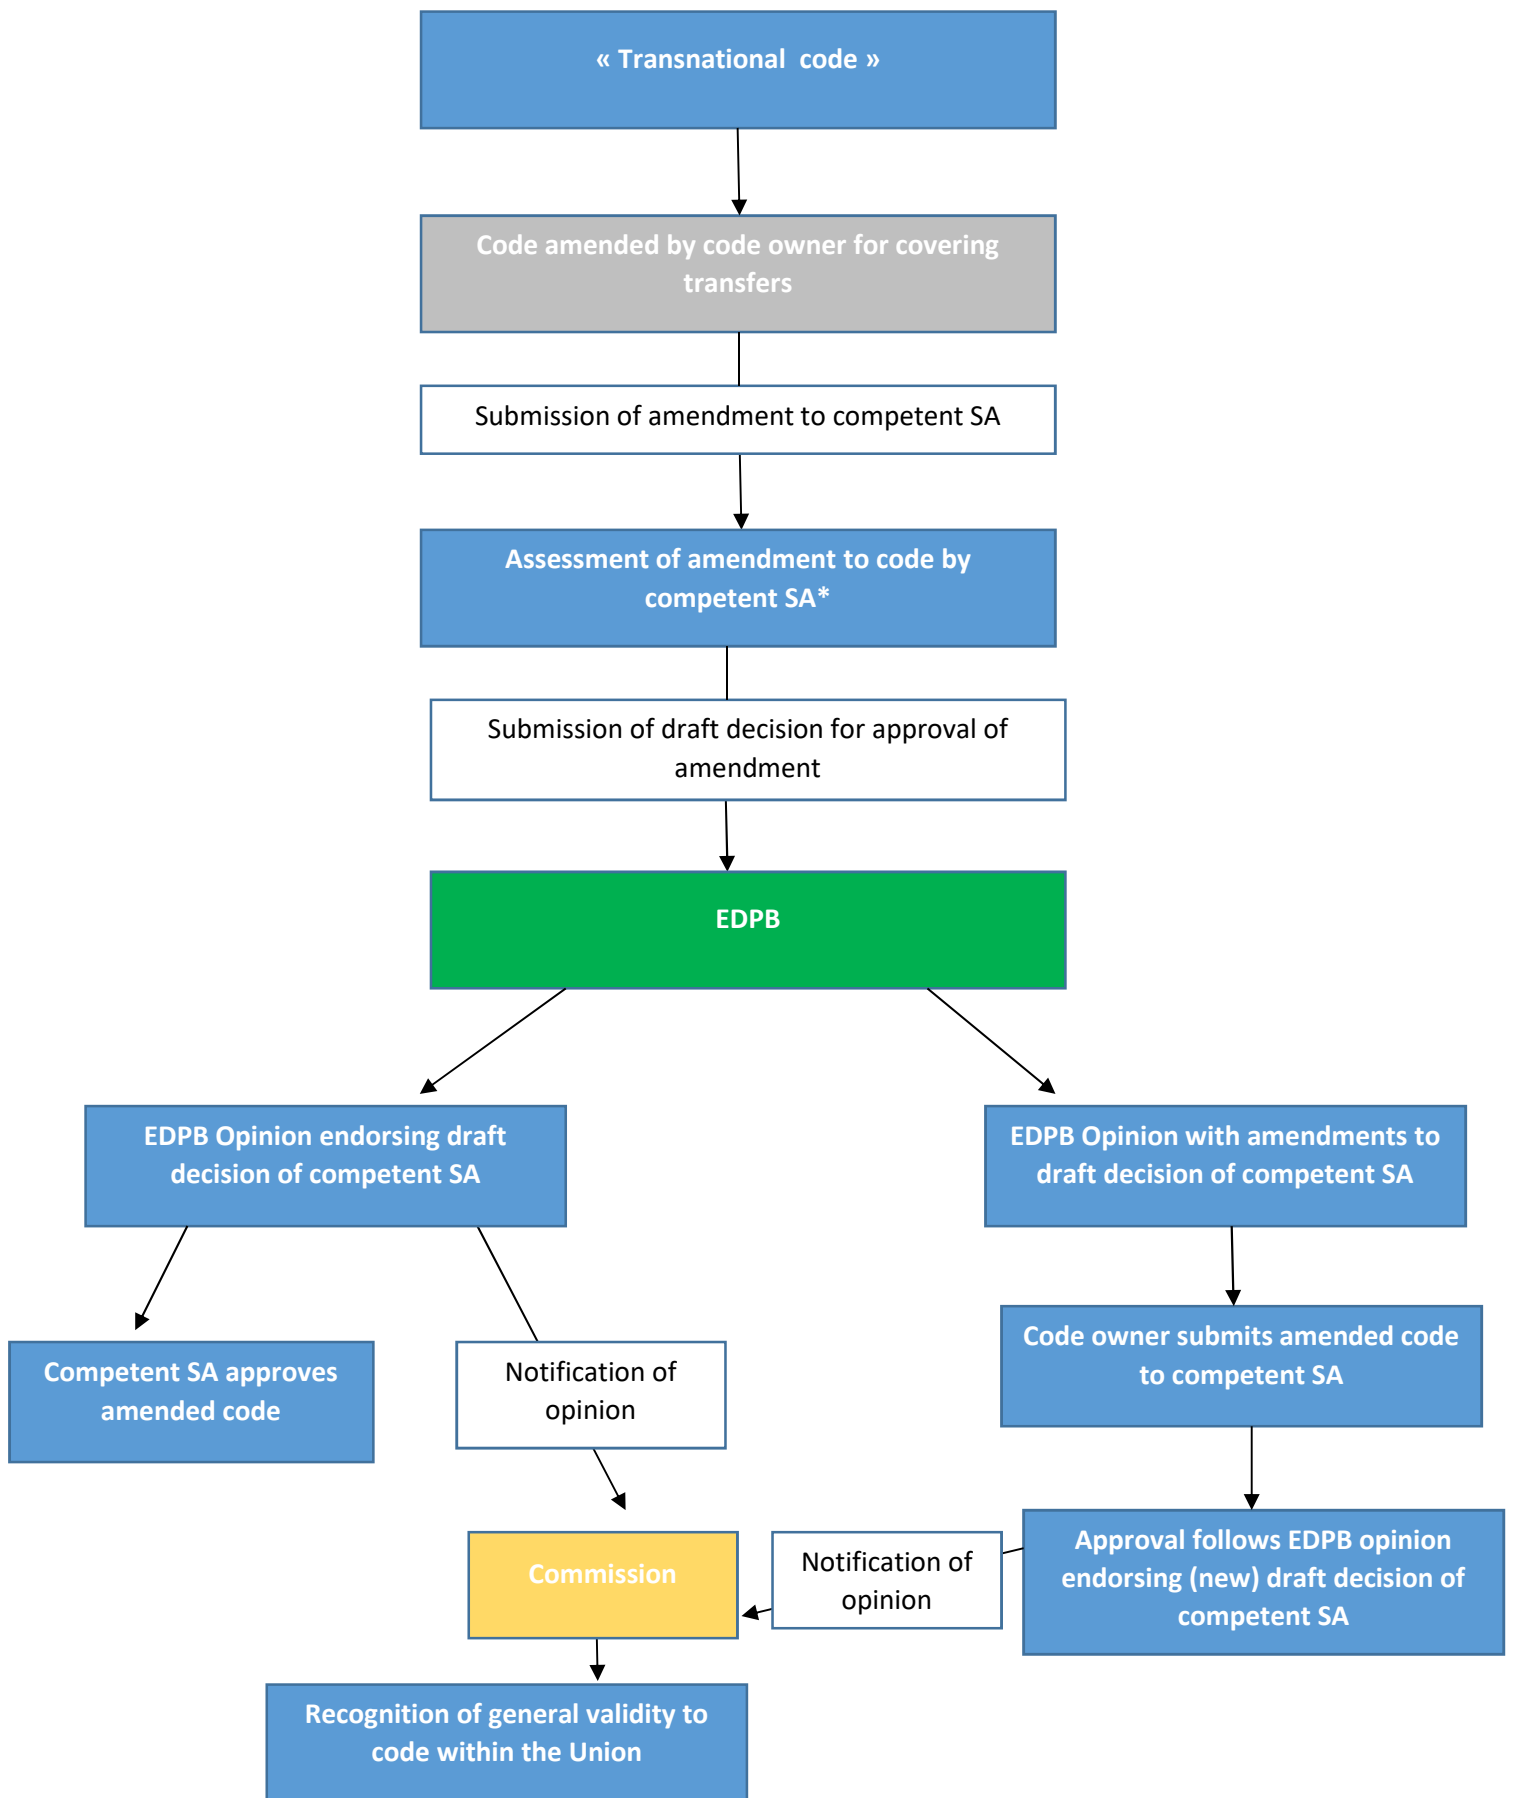 « Transnational  code »
Code amended by code owner for covering
transfers
Submission of amendment to competent SA
Assessment of amendment to code by
competent SA*
Submission of draft decision for approval of
amendment
EDPB
EDPB Opinion endorsing draft
decision of competent SA
EDPB Opinion with amendments to
draft decision of competent SA
Competent SA approves
amended code
Notification of
opinion
Code owner submits amended code
to competent SA
Commission
Notification of
opinion
Approval follows EDPB opinion
endorsing (new) draft decision of
competent SA
Recognition of general validity to
code within the Union